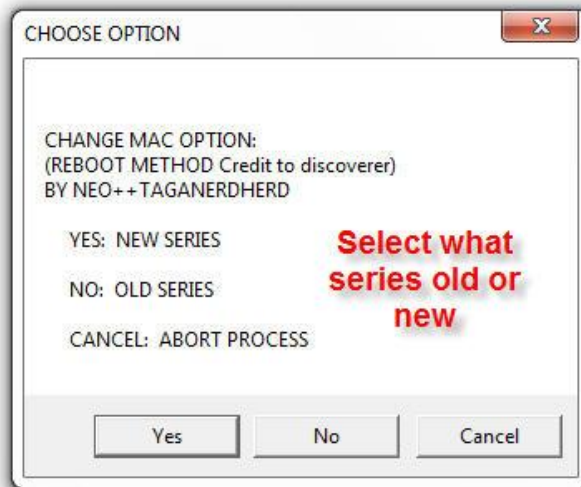 CHOOSE OPTION
x
CHANGE MAC OPTION:
(REBOOT METHOD Credit to discoverer)
BY NEO++TAGANERDHERD
YES: NEW SERIES
NO: OLD SERIES
CANCEL: ABORT PROCESS
Select what
series old or
new
Yes No Cancel